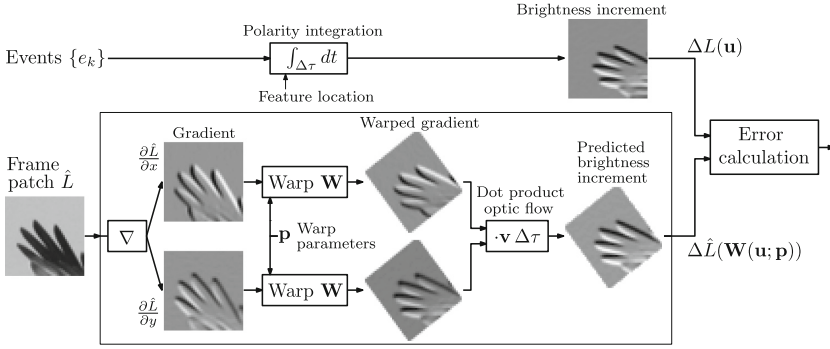 Brightness increment
Polarity integration
Events {e_k}
∫_{Δτ} dt
ΔL(u)
Feature location
Gradient
Warped gradient
∂L̂/∂x
Frame
patch L̂
Warp W
Error
calculation
Predicted
brightness
increment
Dot product
optic flow
∇
p
Warp
parameters
·v Δτ
ΔL̂(W(u; p))
Warp W
∂L̂/∂y